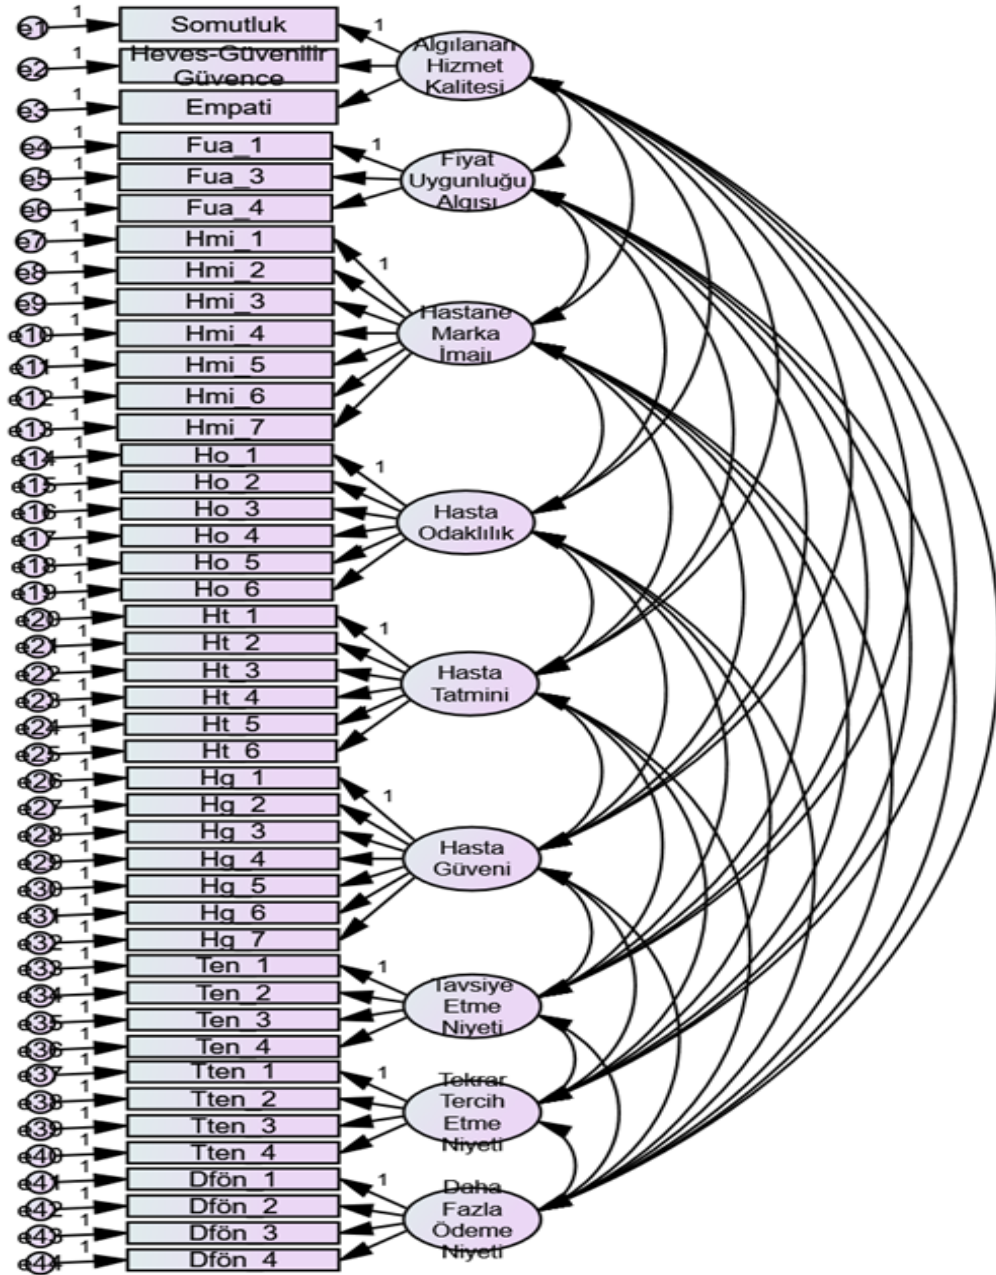 e1 1 Somutluk
e2 1 Heves-Güvenilir
Güvence
e3 1 Empati
1 Algılanan
Hizmet
Kalitesi
e4 1 Fua_1
e5 1 Fua_3
e6 1 Fua_4
1 Fiyat
Uygunluğu
Algısı
e7 1 Hmi_1
e8 1 Hmi_2
e9 1 Hmi_3
e10 1 Hmi_4
e11 1 Hmi_5
e12 1 Hmi_6
e13 1 Hmi_7
1 Hastane
Marka
İmajı
e14 1 Ho_1
e15 1 Ho_2
e16 1 Ho_3
e17 1 Ho_4
e18 1 Ho_5
e19 1 Ho_6
1 Hasta
Odaklılık
e20 1 Ht_1
e21 1 Ht_2
e22 1 Ht_3
e23 1 Ht_4
e24 1 Ht_5
e25 1 Ht_6
1 Hasta
Tatmini
e26 1 Hg_1
e27 1 Hg_2
e28 1 Hg_3
e29 1 Hg_4
e30 1 Hg_5
e31 1 Hg_6
e32 1 Hg_7
1 Hasta
Güveni
e33 1 Ten_1
e34 1 Ten_2
e35 1 Ten_3
e36 1 Ten_4
1 Tavsiye
Etme
Niyeti
e37 1 Tten_1
e38 1 Tten_2
e39 1 Tten_3
e40 1 Tten_4
1 Tekrar
Tercih
Etme
Niyeti
e41 1 Dfön_1
e42 1 Dfön_2
e43 1 Dfön_3
e44 1 Dfön_4
1 Daha
Fazla
Ödeme
Niyeti